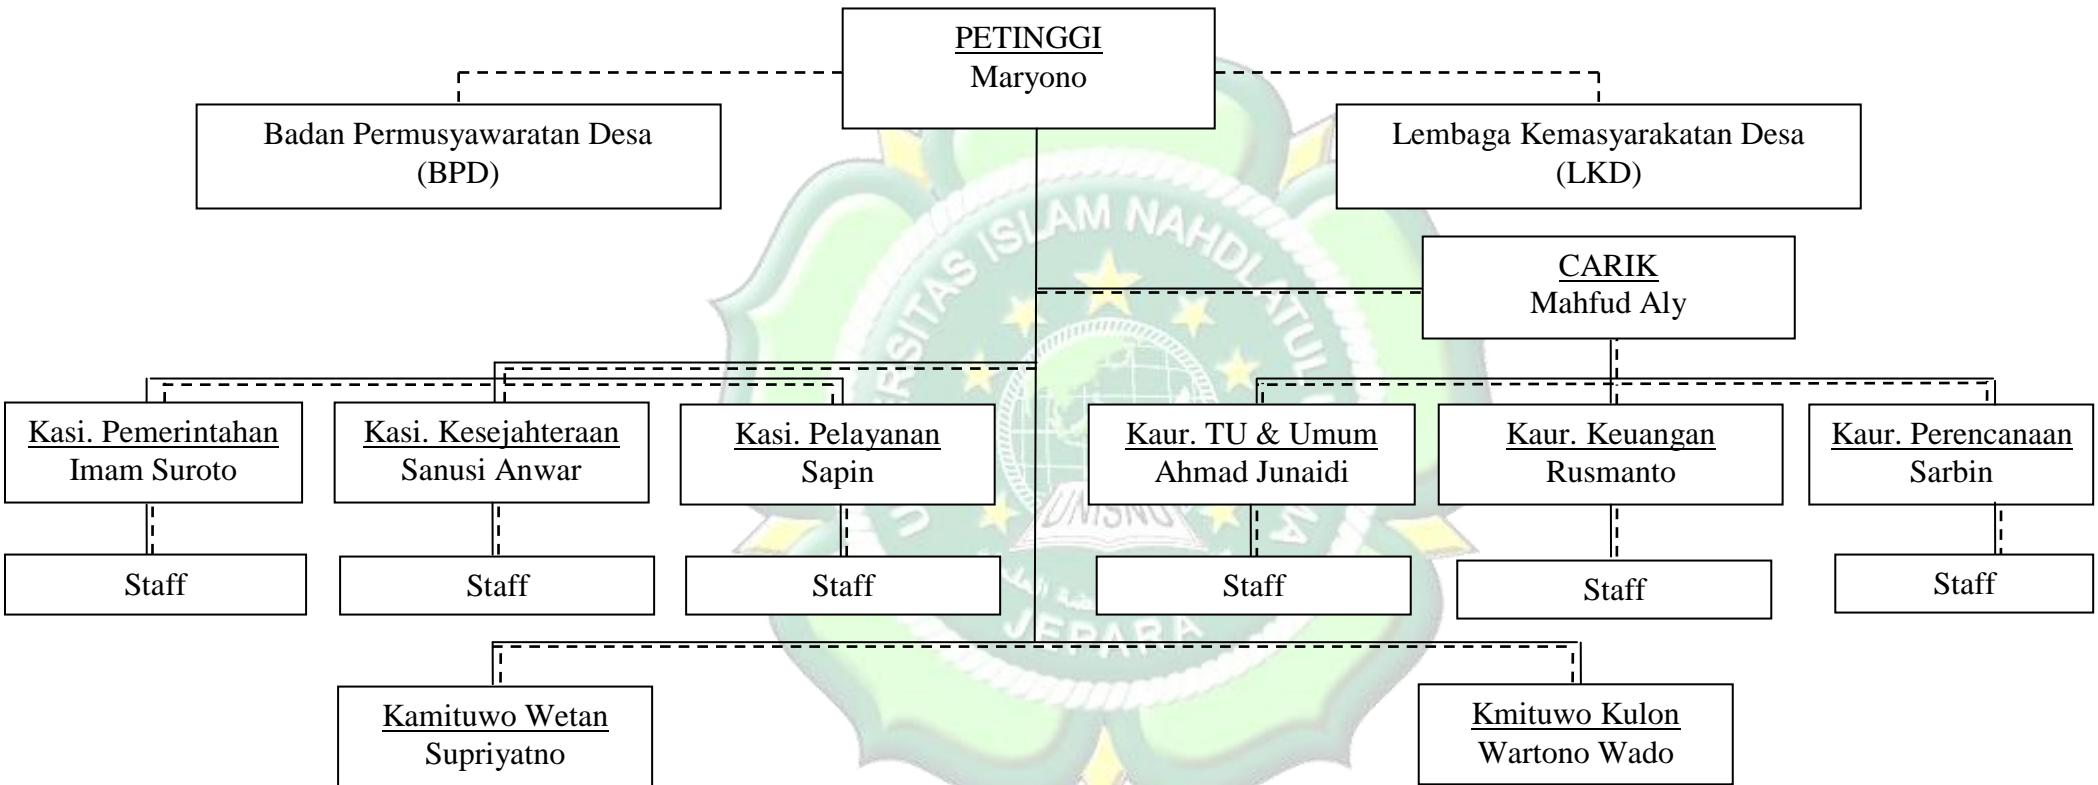 PETINGGI
Maryono
Badan Permusyawaratan Desa
(BPD)
Lembaga Kemasyarakatan Desa
(LKD)
CARIK
Mahfud Aly
Kasi. Pemerintahan
Imam Suroto
Kasi. Kesejahteraan
Sanusi Anwar
Kasi. Pelayanan
Sapin
Kaur. TU & Umum
Ahmad Junaidi
Kaur. Keuangan
Rusmanto
Kaur. Perencanaan
Sarbin
Staff
Staff
Staff
Staff
Staff
Staff
Kamituwo Wetan
Supriyatno
Kmituwo Kulon
Wartono Wado
UNISNU
JEPARA